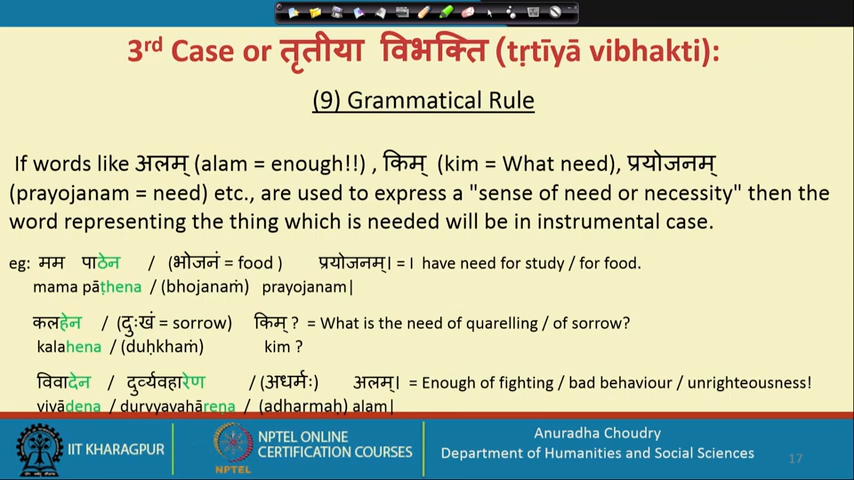 3rd Case or तृतीया विभक्ति (tṛtīyā vibhakti):
(9) Grammatical Rule
If words like अलम् (alam = enough!!) , किम् (kim = What need), प्रयोजनम्
(prayojanam = need) etc., are used to express a "sense of need or necessity" then the
word representing the thing which is needed will be in instrumental case.
eg: मम पाठेन / (भोजनं = food ) प्रयोजनम्। = I have need for study / for food.
mama pāṭhena / (bhojanaṁ) prayojanam|
कलहेन / (दुःखं = sorrow) किम् ? = What is the need of quarelling / of sorrow?
kalahena / (duḥkhaṁ) kim ?
विवादेन / दुर्व्यवहारेण / (अधर्मः) अलम्। = Enough of fighting / bad behaviour / unrighteousness!
vivādena / durvyavahāreṇa / (adharmaḥ) alam|
IIT KHARAGPUR
NPTEL
NPTEL ONLINE
CERTIFICATION COURSES
Anuradha Choudry
Department of Humanities and Social Sciences
17